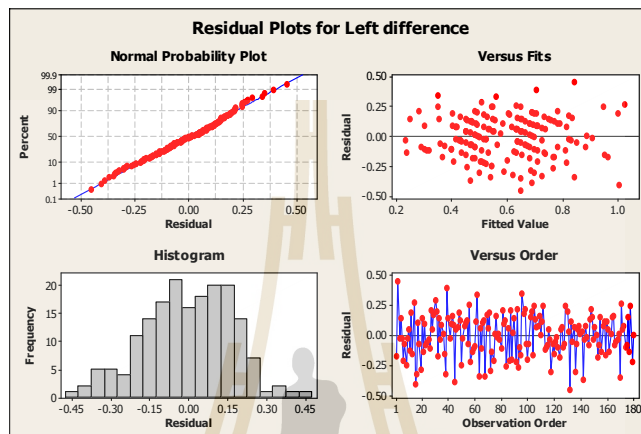 Residual Plots for Left difference
Normal Probability Plot
99.9
99
90
50
10
1
0.1
Percent
-0.50 -0.25 0.00 0.25 0.50
Residual
Versus Fits
0.50
0.25
0.00
-0.25
-0.50
Residual
0.2 0.4 0.6 0.8 1.0
Fitted Value
Histogram
20
15
10
5
0
Frequency
-0.45 -0.30 -0.15 0.00 0.15 0.30 0.45
Residual
Versus Order
0.50
0.25
0.00
-0.25
-0.50
Residual
1 20 40 60 80 100 120 140 160 180
Observation Order